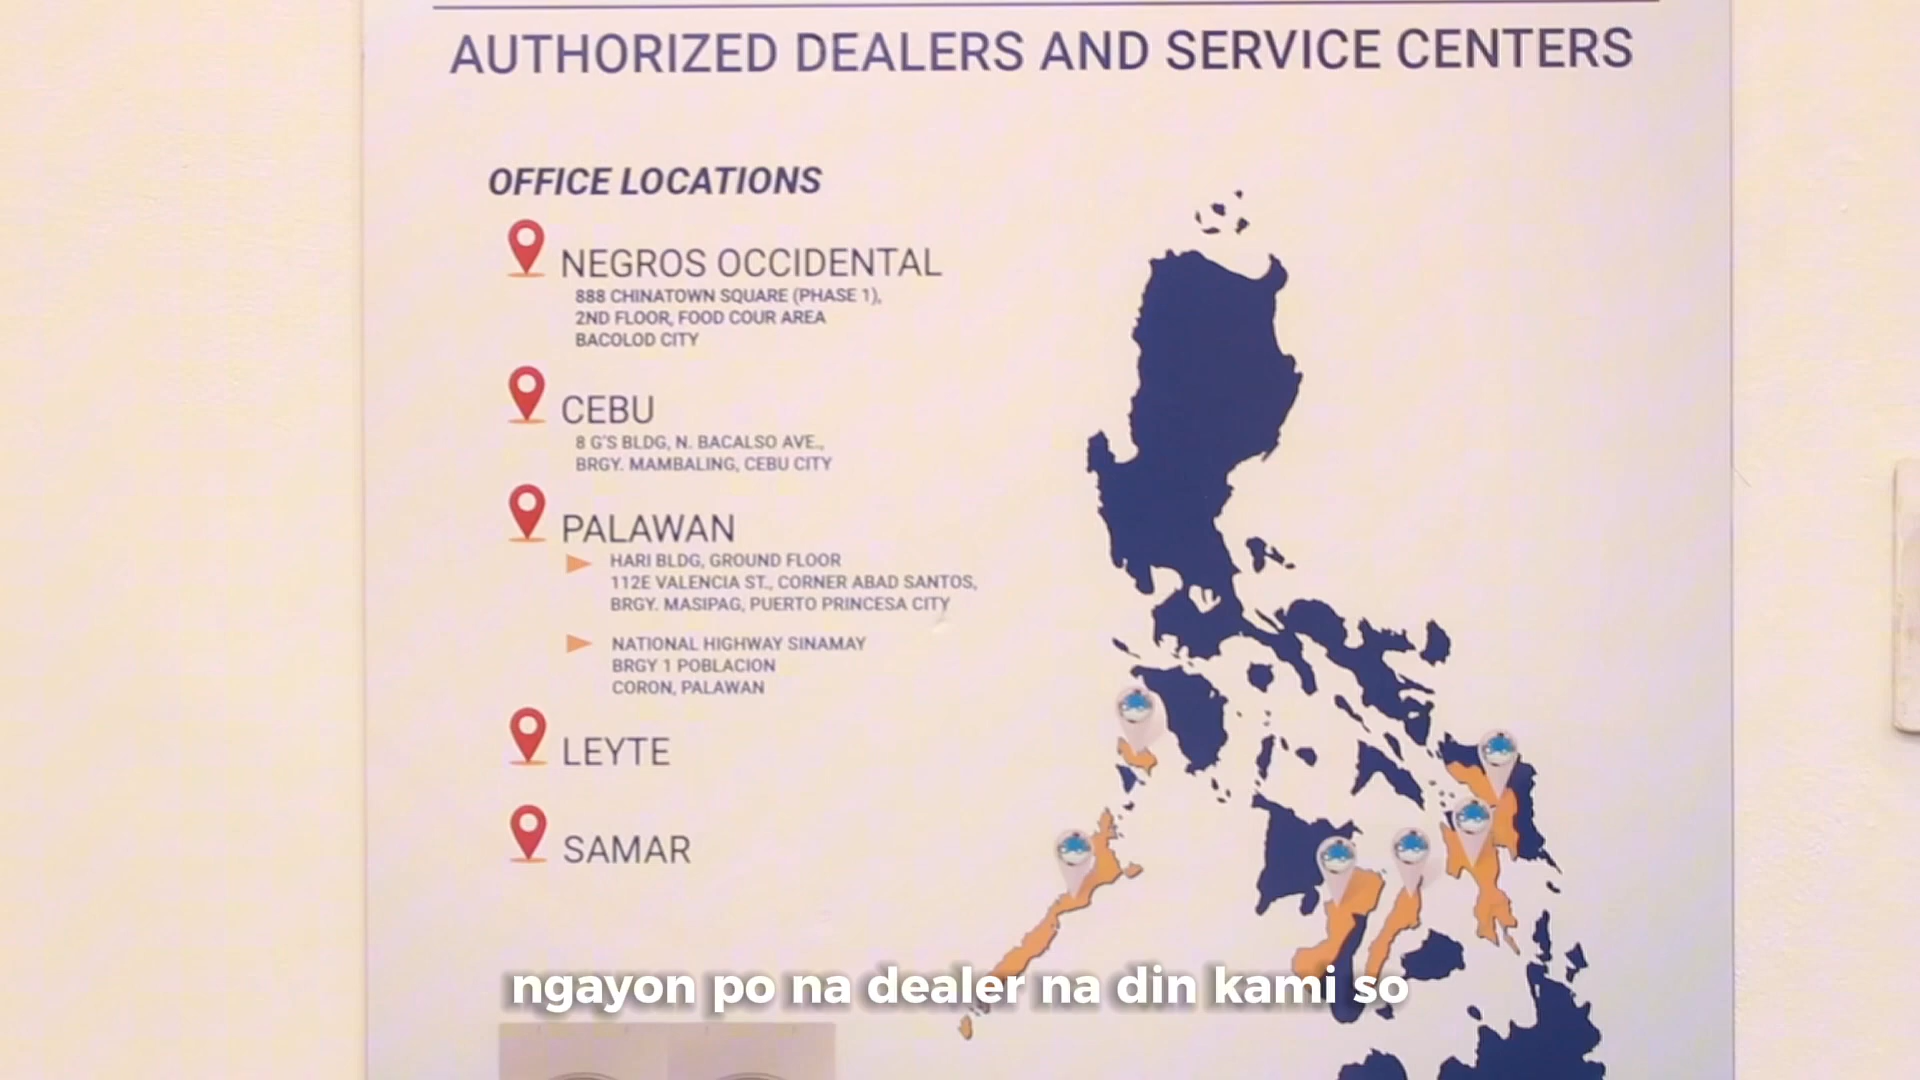 AUTHORIZED DEALERS AND SERVICE CENTERS
OFFICE LOCATIONS
NEGROS OCCIDENTAL
888 CHINATOWN SQUARE (PHASE 1),
2ND FLOOR, FOOD COUR AREA
BACOLOD CITY
CEBU
8 G'S BLDG, N. BACALSO AVE.,
BRGY. MAMBALING, CEBU CITY
PALAWAN
HARI BLDG, GROUND FLOOR
112E VALENCIA ST., CORNER ABAD SANTOS,
BRGY. MASIPAG, PUERTO PRINCESA CITY
NATIONAL HIGHWAY SINAMAY
BRGY 1 POBLACION
CORON, PALAWAN
LEYTE
SAMAR
ngayon po na dealer na din kami so